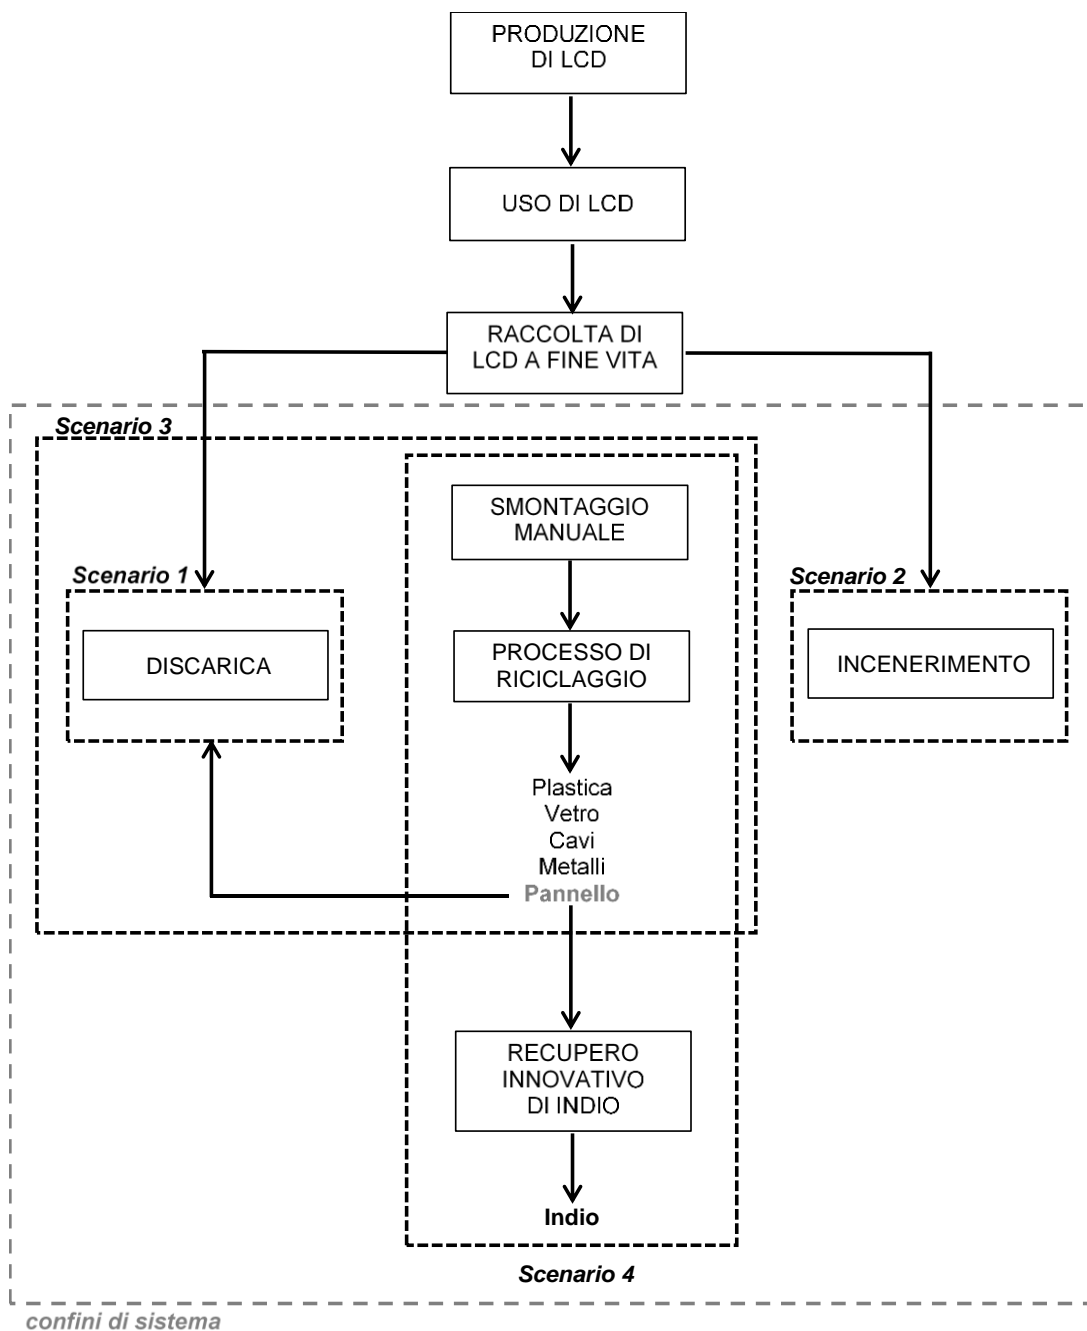 PRODUZIONE
DI LCD
USO DI LCD
RACCOLTA DI
LCD A FINE VITA
Scenario 3
SMONTAGGIO
MANUALE
Scenario 1
Scenario 2
DISCARICA
PROCESSO DI
RICICLAGGIO
INCENERIMENTO
Plastica
Vetro
Cavi
Metalli
Pannello
RECUPERO
INNOVATIVO
DI INDIO
Indio
Scenario 4
confini di sistema